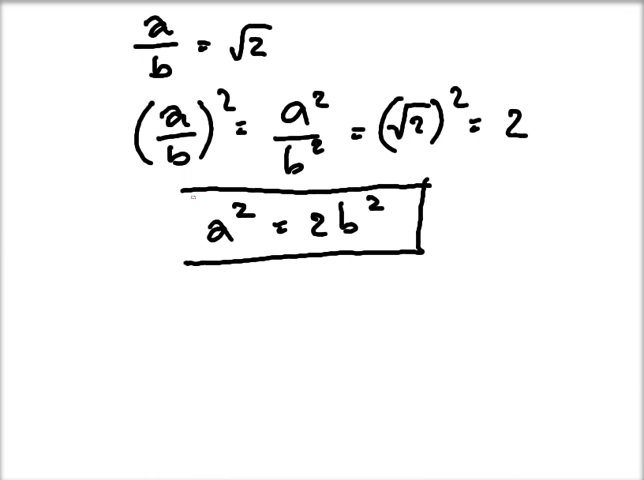 a/b = √2
(a/b)² = a²/b² = (√2)² = 2
a² = 2b²